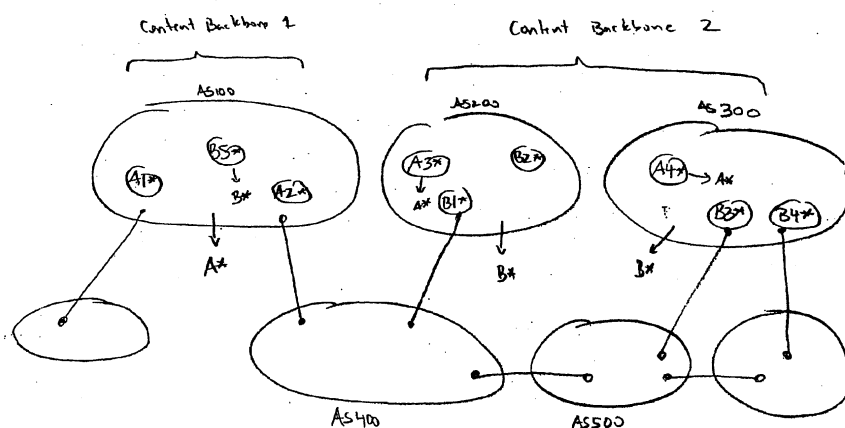 Content Backbone 1
Content Backbone 2
AS100
AS200
AS300
A1*
B5*
B*
A2*
A3*
A*
B1*
B2*
A4*
A*
B3*
B4*
A*
B*
B*
AS400
AS500